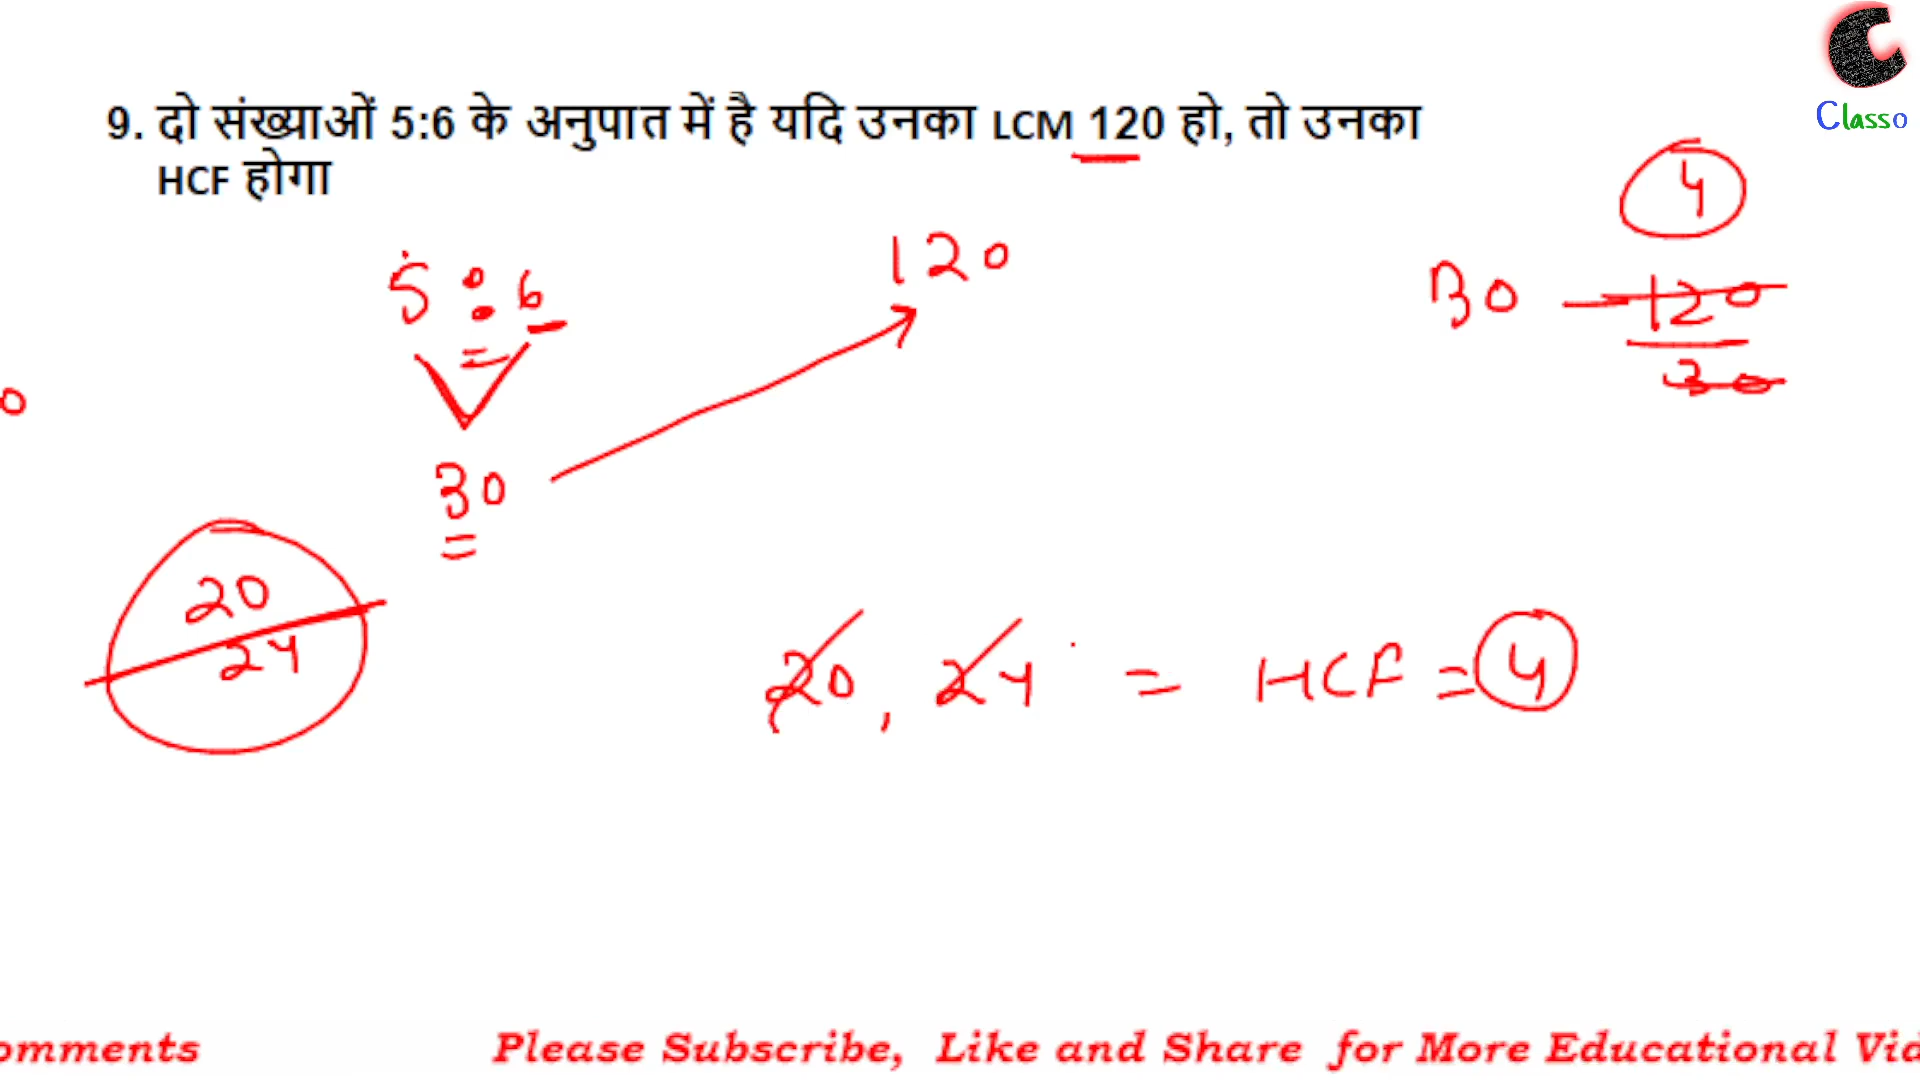 Classo
9. दो संख्याओं 5:6 के अनुपात में है यदि उनका LCM 120 हो, तो उनका
HCF होगा
4
5 : 6
120
30 120
30
0
30
20
24
20, 24 = HCF = 4
omments Please Subscribe, Like and Share for More Educational Vid